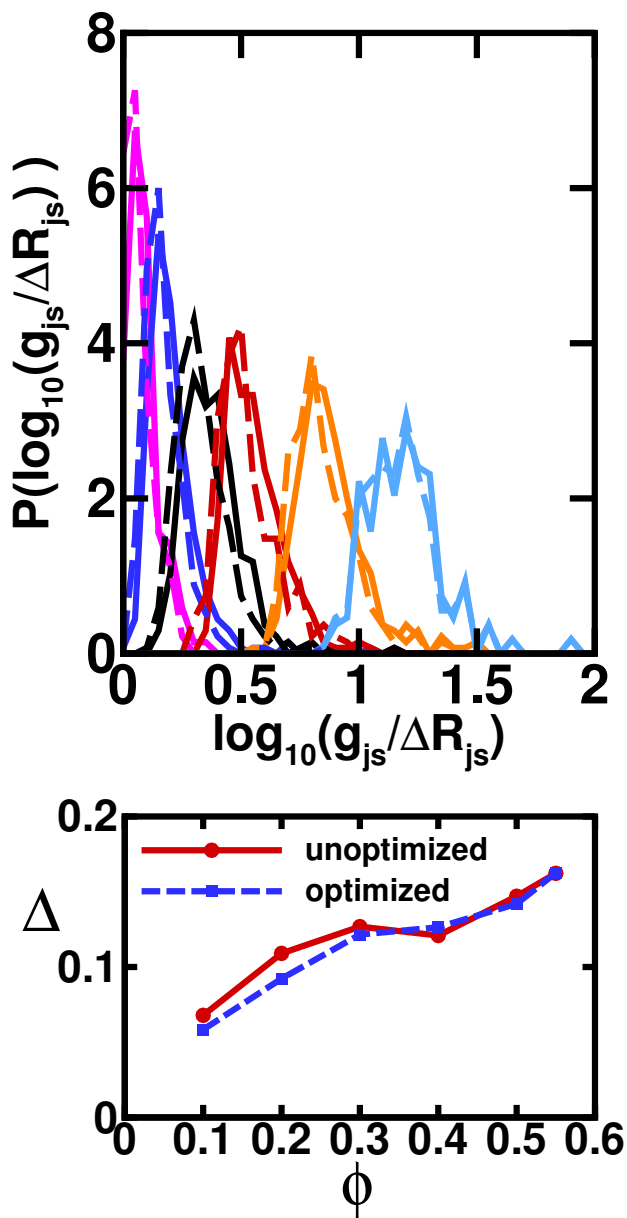 8
6
4
2
0
P(log10(gjs/ΔRjs) )
0 0.5 1 1.5 2
log10(gjs/ΔRjs)
0.2
0.1
0
Δ
unoptimized
optimized
0 0.1 0.2 0.3 0.4 0.5 0.6
ϕ